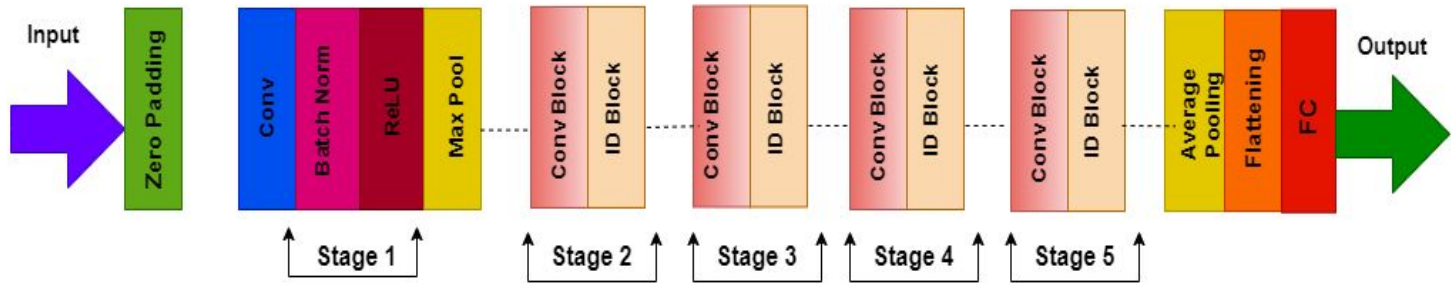 Input
Zero Padding
Conv
Batch Norm
ReLU
Max Pool
Conv Block
ID Block
Conv Block
ID Block
Conv Block
ID Block
Conv Block
ID Block
Average
Pooling
Flattening
FC
Output
Stage 1
Stage 2
Stage 3
Stage 4
Stage 5